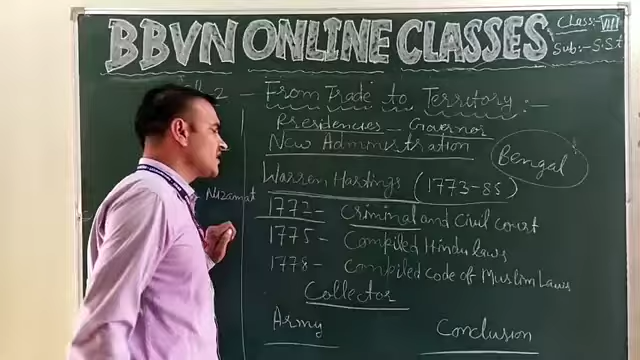 BBVN ONLINE CLASSES
Class:- VIII
Sub:- S.St
- From Trade to Territory:-
Presidencies - Governor
New Administration
Bengal
Warren Hastings (1773-85)
Nizamat
1772- Criminal and Civil court
1775- Compiled Hindu laws
1778- Compiled code of Muslim Laws
Collector
Army
Conclusion